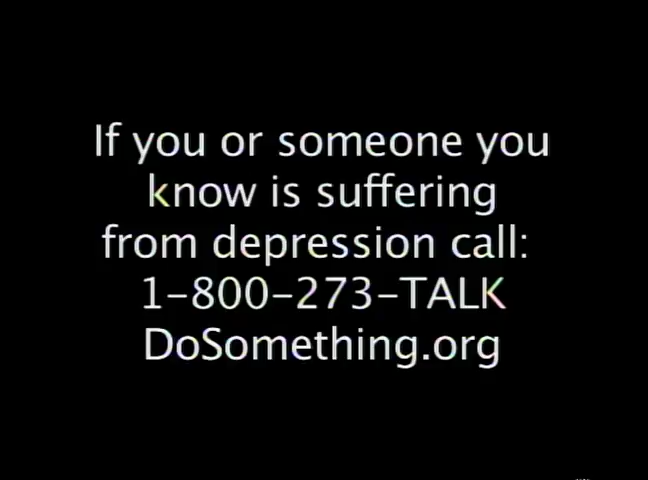 If you or someone you
know is suffering
from depression call:
1-800-273-TALK
DoSomething.org